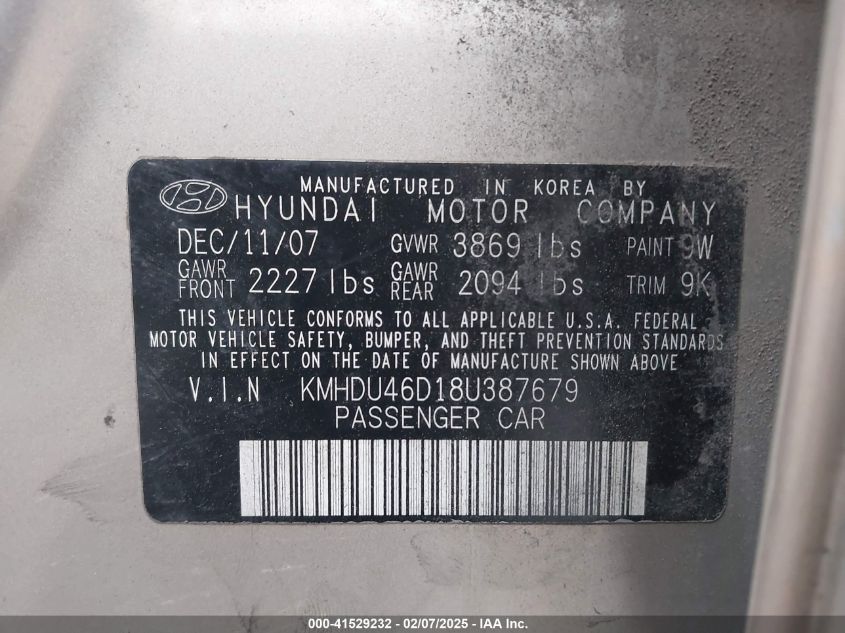 MANUFACTURED IN KOREA BY
HYUNDAI MOTOR COMPANY
DEC/11/07 GVWR 3869 lbs PAINT 9W
GAWR FRONT 2227 lbs GAWR REAR 2094 lbs TRIM 9K
THIS VEHICLE CONFORMS TO ALL APPLICABLE U.S.A. FEDERAL
MOTOR VEHICLE SAFETY, BUMPER, AND THEFT PREVENTION STANDARDS
IN EFFECT ON THE DATE OF MANUFACTURE SHOWN ABOVE
V.I.N KMHDU46D18U387679
PASSENGER CAR
000-41529232 - 02/07/2025 - IAA Inc.